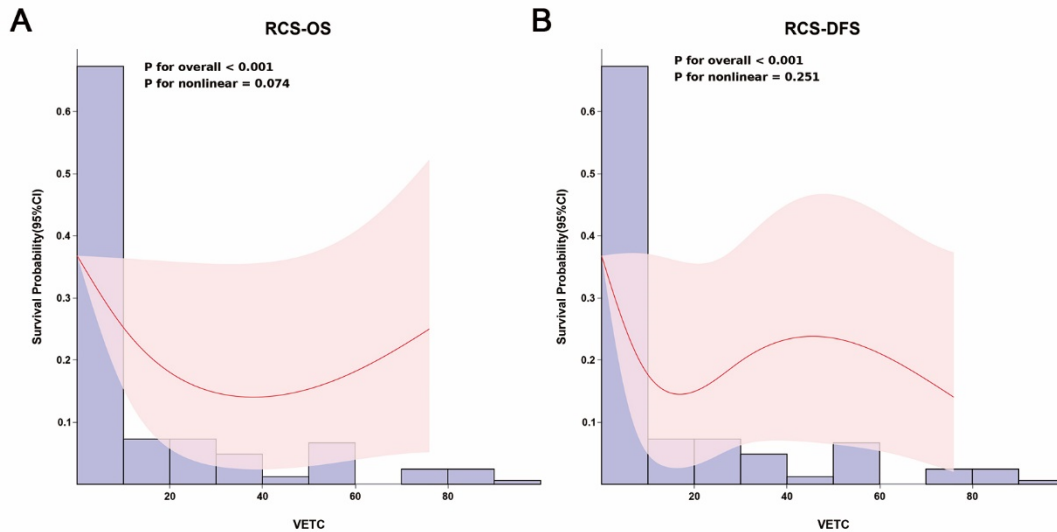 A
RCS-OS
P for overall < 0.001
P for nonlinear = 0.074
Survival Probability(95%CI)
0.6
0.5
0.4
0.3
0.2
0.1
20
40
60
80
VETC
B
RCS-DFS
P for overall < 0.001
P for nonlinear = 0.251
Survival Probability(95%CI)
0.6
0.5
0.4
0.3
0.2
0.1
20
40
60
80
VETC